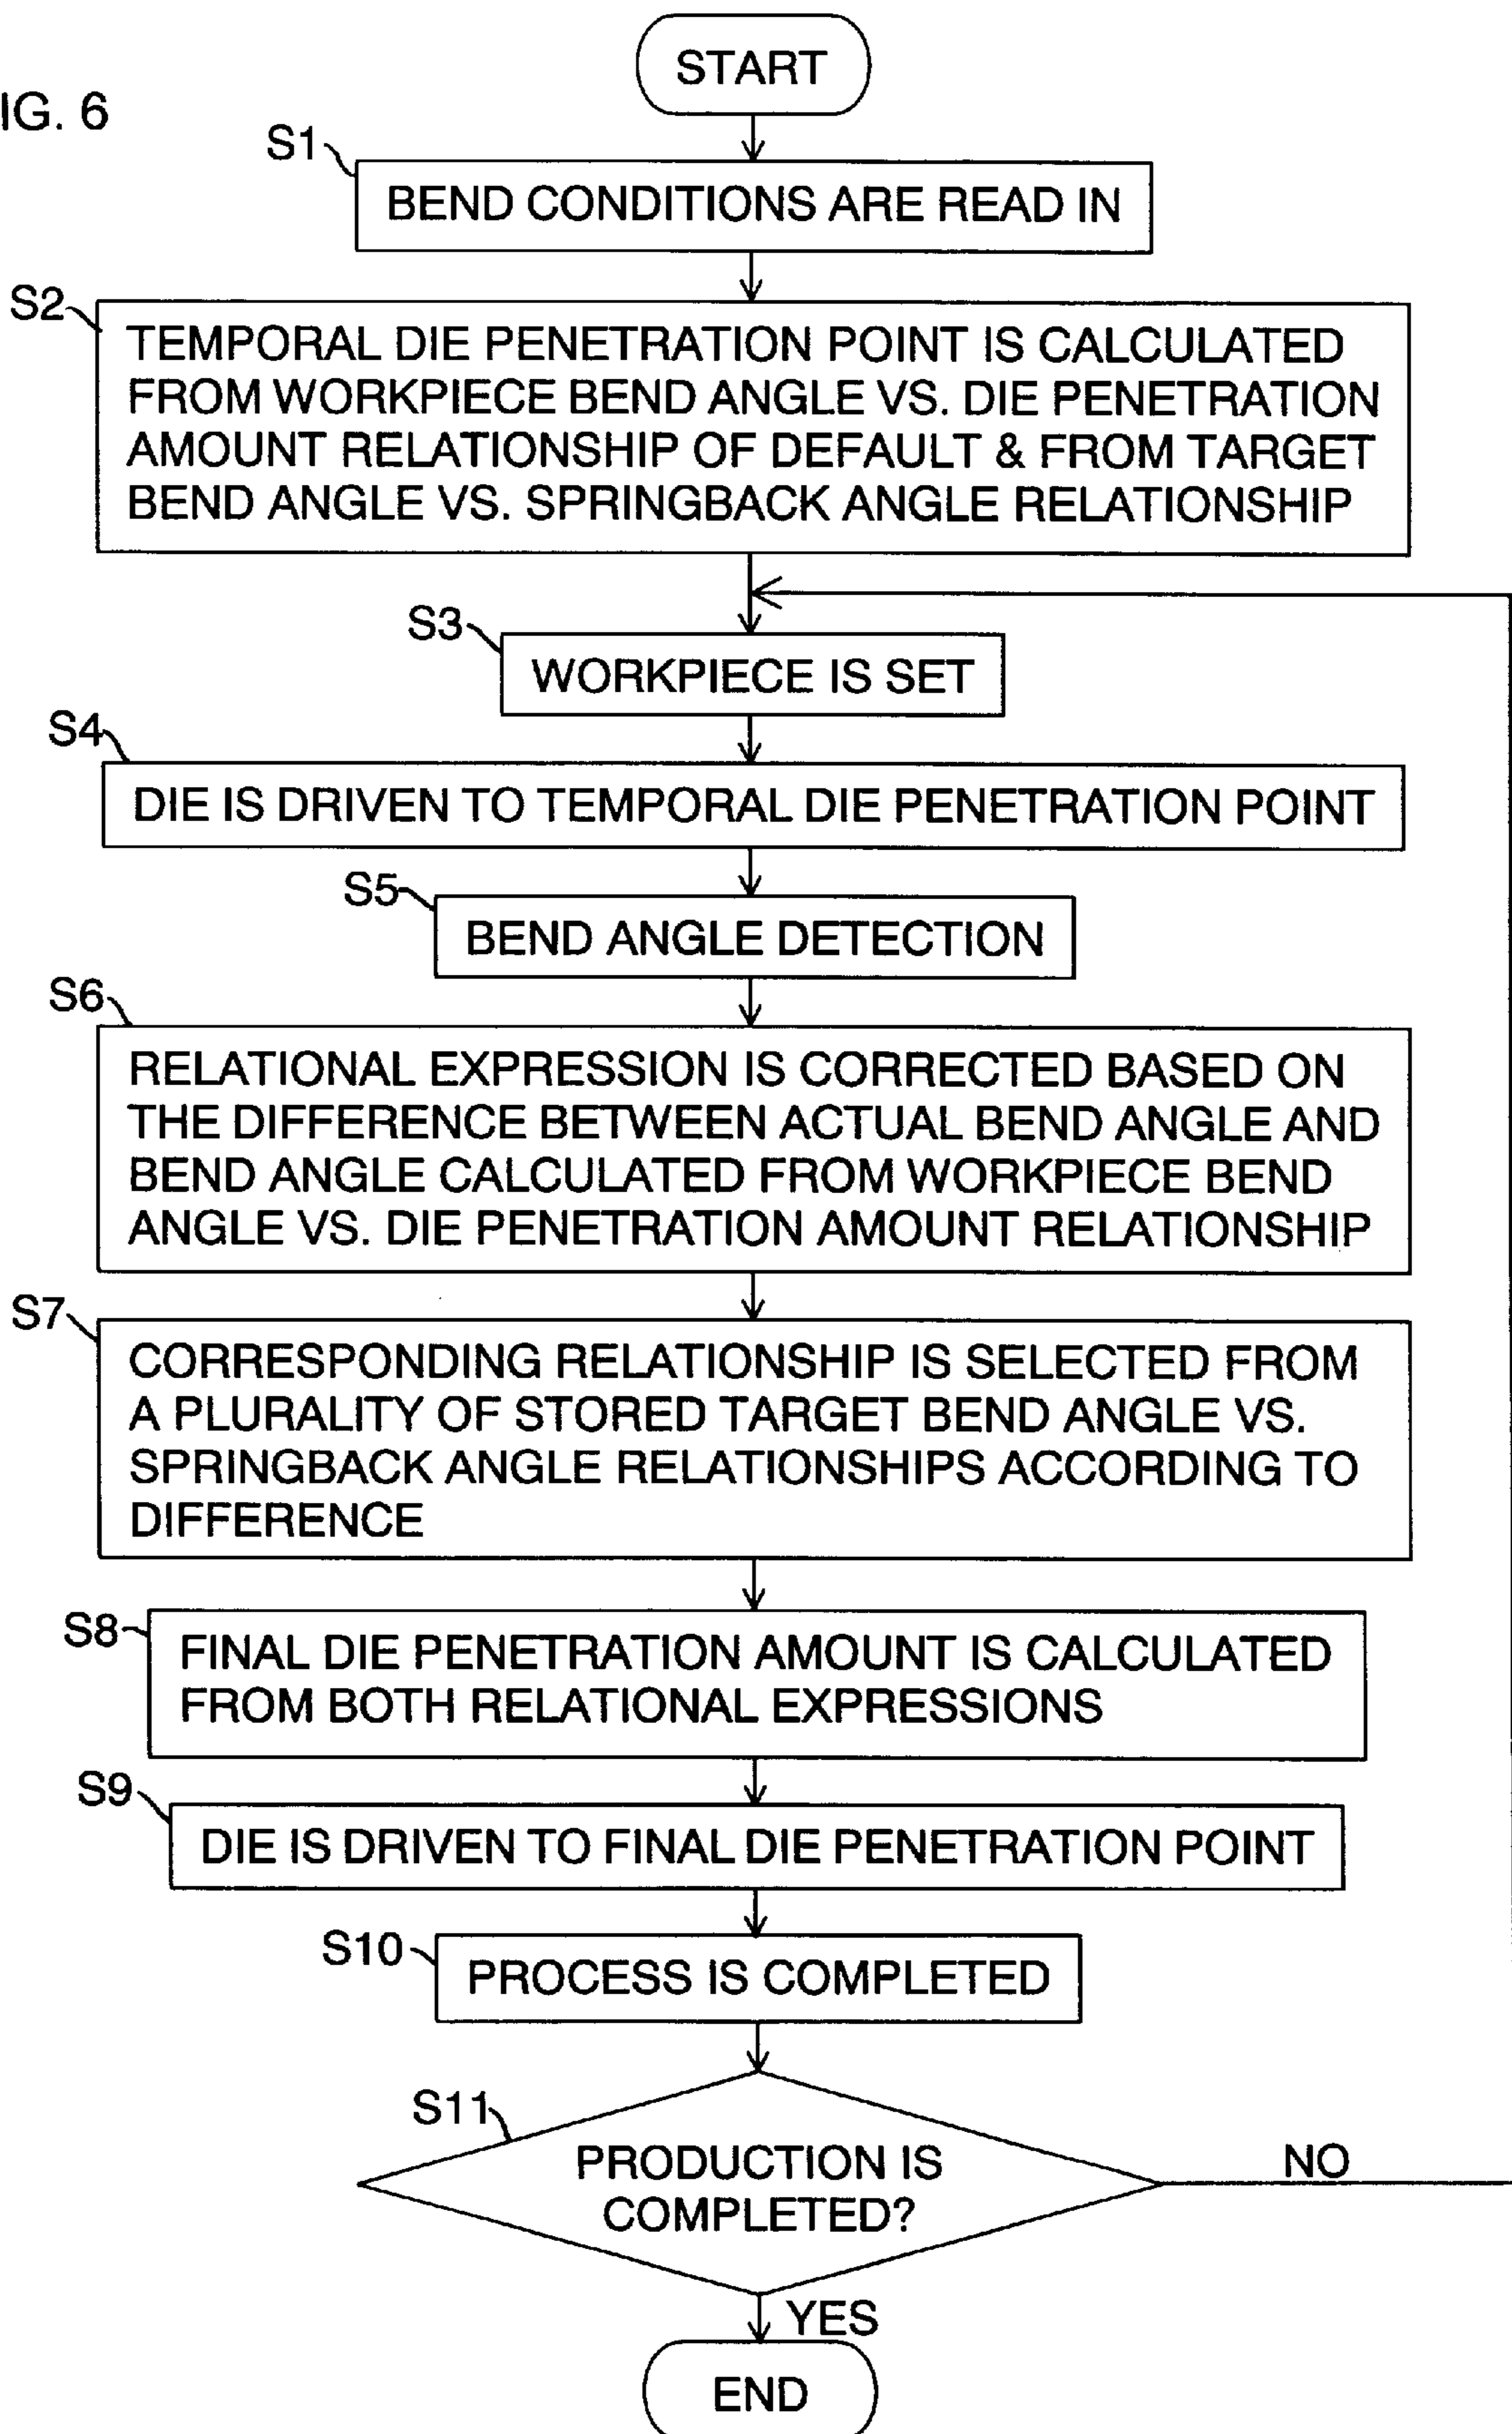 START
IG. 6
S1
BEND CONDITIONS ARE READ IN
S2
TEMPORAL DIE PENETRATION POINT IS CALCULATED
FROM WORKPIECE BEND ANGLE VS. DIE PENETRATION
AMOUNT RELATIONSHIP OF DEFAULT & FROM TARGET
BEND ANGLE VS. SPRINGBACK ANGLE RELATIONSHIP
S3
WORKPIECE IS SET
S4
DIE IS DRIVEN TO TEMPORAL DIE PENETRATION POINT
S5
BEND ANGLE DETECTION
S6
RELATIONAL EXPRESSION IS CORRECTED BASED ON
THE DIFFERENCE BETWEEN ACTUAL BEND ANGLE AND
BEND ANGLE CALCULATED FROM WORKPIECE BEND
ANGLE VS. DIE PENETRATION AMOUNT RELATIONSHIP
S7
CORRESPONDING RELATIONSHIP IS SELECTED FROM
A PLURALITY OF STORED TARGET BEND ANGLE VS.
SPRINGBACK ANGLE RELATIONSHIPS ACCORDING TO
DIFFERENCE
S8
FINAL DIE PENETRATION AMOUNT IS CALCULATED
FROM BOTH RELATIONAL EXPRESSIONS
S9
DIE IS DRIVEN TO FINAL DIE PENETRATION POINT
S10
PROCESS IS COMPLETED
S11
PRODUCTION IS
COMPLETED?
NO
YES
END